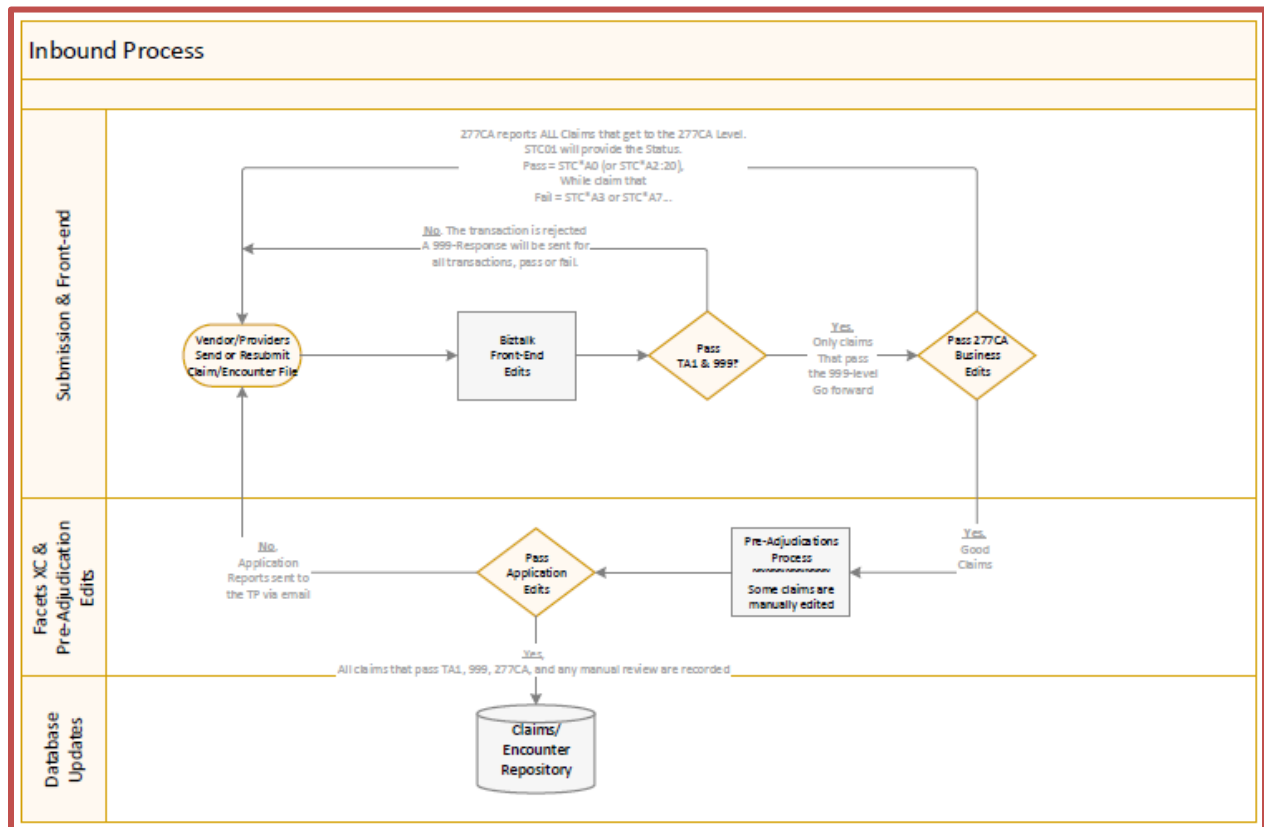 Inbound Process
Submission & Front-end
277CA reports ALL Claims that get to the 277CA Level.
STC01 will provide the Status.
Pass = STC*A0 (or STC*A2:20),
While claim that
Fail = STC*A3 or STC*A7...
No. The transaction is rejected
A 999-Response will be sent for
all transactions, pass or fail.
Vendor/Providers
Send or Resubmit
Claim/Encounter File
Biztalk
Front-End
Edits
Pass
TA1 & 999?
Yes.
Only claims
That pass
the 999-level
Go forward
Pass 277CA
Business
Edits
Facets XC &
Pre-Adjudication
Edits
No.
Application
Reports sent to
the TP via email
Pass
Application
Edits
Pre-Adjudications
Process
Some claims are
manually edited
Yes.
Good
Claims
Yes,
All claims that pass TA1, 999, 277CA, and any manual review are recorded
Database
Updates
Claims/
Encounter
Repository